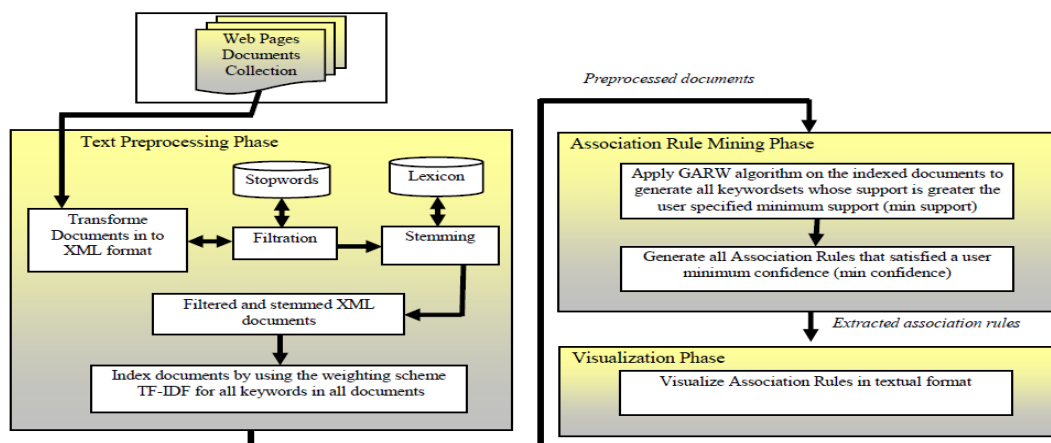 Web Pages
Documents
Collection
Text Preprocessing Phase
Stopwords
Lexicon
Transforme
Documents in to
XML format
Filtration
Stemming
Filtered and stemmed XML
documents
Index documents by using the weighting scheme
TF-IDF for all keywords in all documents
Preprocessed documents
Association Rule Mining Phase
Apply GARW algorithm on the indexed documents to
generate all keywordsets whose support is greater the
user specified minimum support (min support)
Generate all Association Rules that satisfied a user
minimum confidence (min confidence)
Extracted association rules
Visualization Phase
Visualize Association Rules in textual format